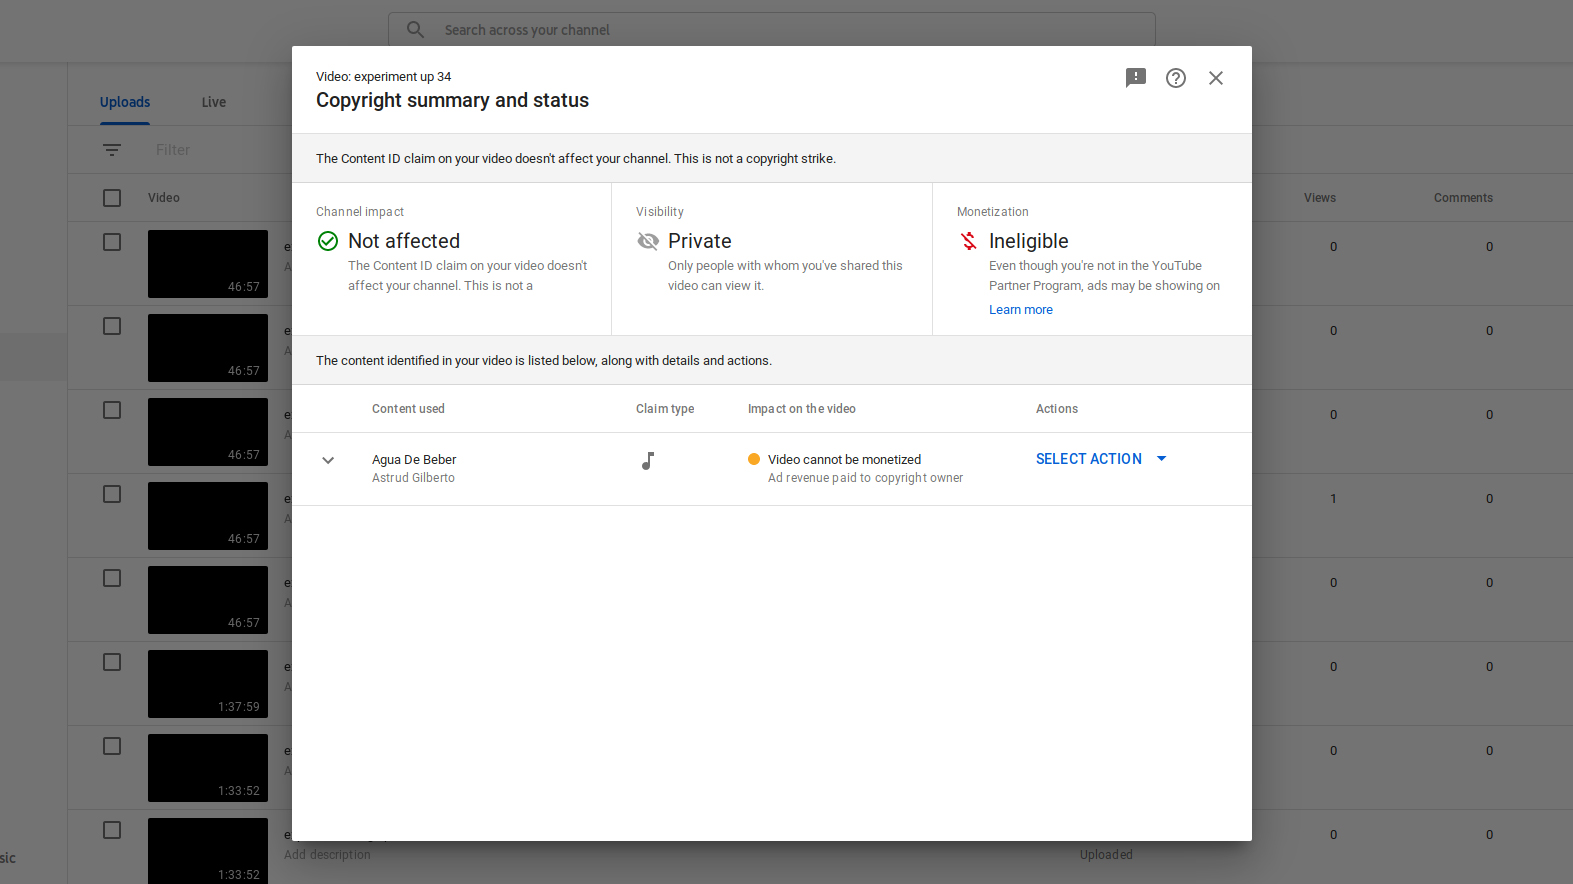 Search across your channel
Video: experiment up 34
Copyright summary and status
Uploads
Live
Filter
The Content ID claim on your video doesn't affect your channel. This is not a copyright strike.
Video
Views
Comments
Channel impact
Not affected
The Content ID claim on your video doesn't
affect your channel. This is not a
Visibility
Private
Only people with whom you've shared this
video can view it.
Monetization
Ineligible
Even though you're not in the YouTube
Partner Program, ads may be showing on
Learn more
46:57
0
0
The content identified in your video is listed below, along with details and actions.
46:57
0
0
Content used
Claim type
Impact on the video
Actions
46:57
0
0
Agua De Beber
Astrud Gilberto
Video cannot be monetized
Ad revenue paid to copyright owner
SELECT ACTION
46:57
1
0
46:57
0
0
1:37:59
0
0
1:33:52
0
0
1:33:52
0
0
Add description
Uploaded
sic